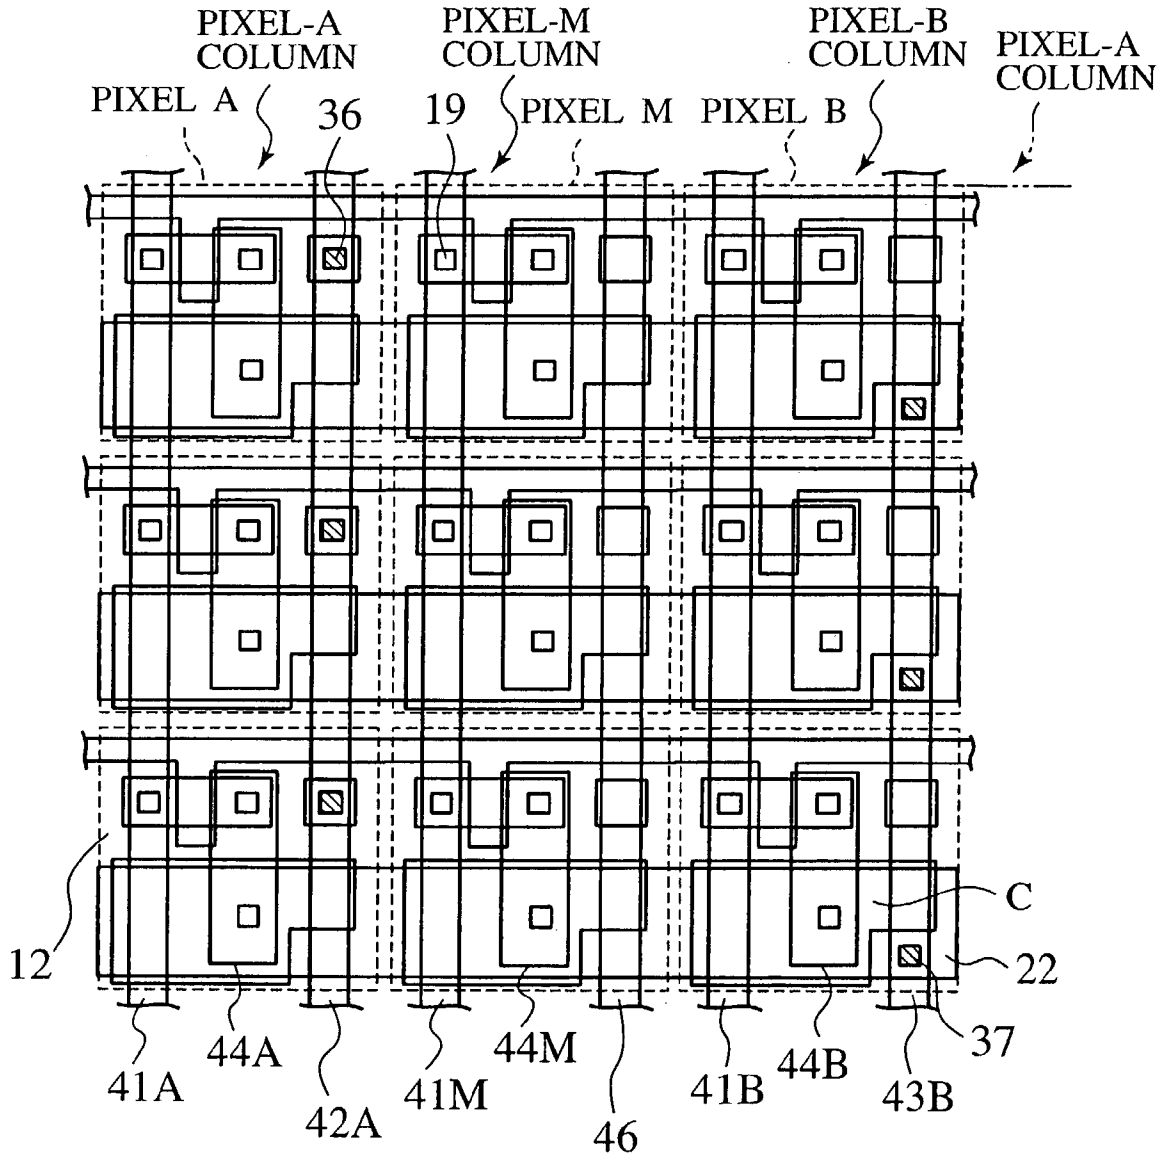 PIXEL-A
COLUMN
PIXEL-M
COLUMN
PIXEL-B
COLUMN
PIXEL-A
COLUMN
PIXEL A
36
19
PIXEL M
PIXEL B
12
C
22
41A
44A
42A
41M
44M
46
41B
44B
43B
37